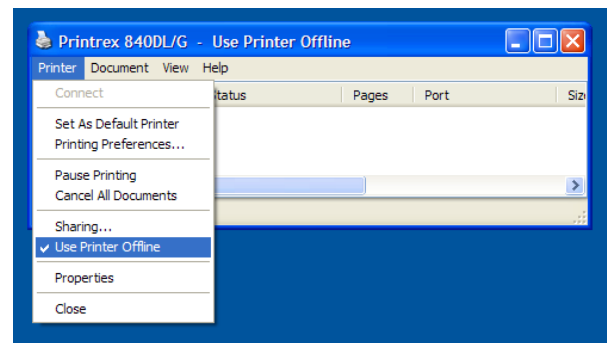 Printrex 840DL/G - Use Printer Offline
Printer Document View Help
Connect
Status Pages Port
Set As Default Printer
Printing Preferences...
Pause Printing
Cancel All Documents
Sharing...
Use Printer Offline
Properties
Close